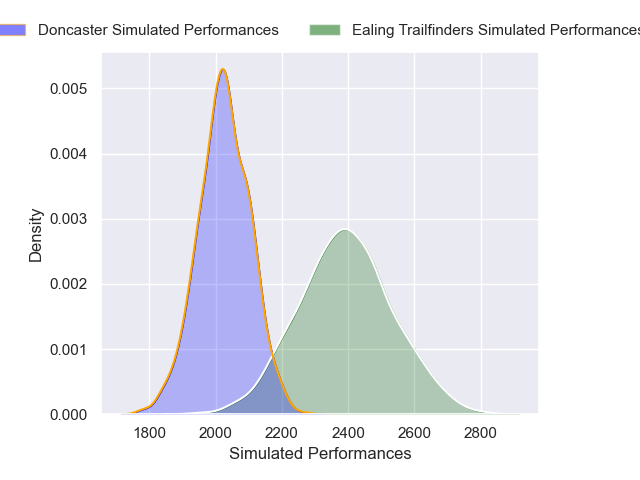 Doncaster Simulated Performances Ealing Trailfinders Simulated Performances
0.005
0.004
0.003
0.002
0.001
0.000
Density
1800 2000 2200 2400 2600 2800
Simulated Performances